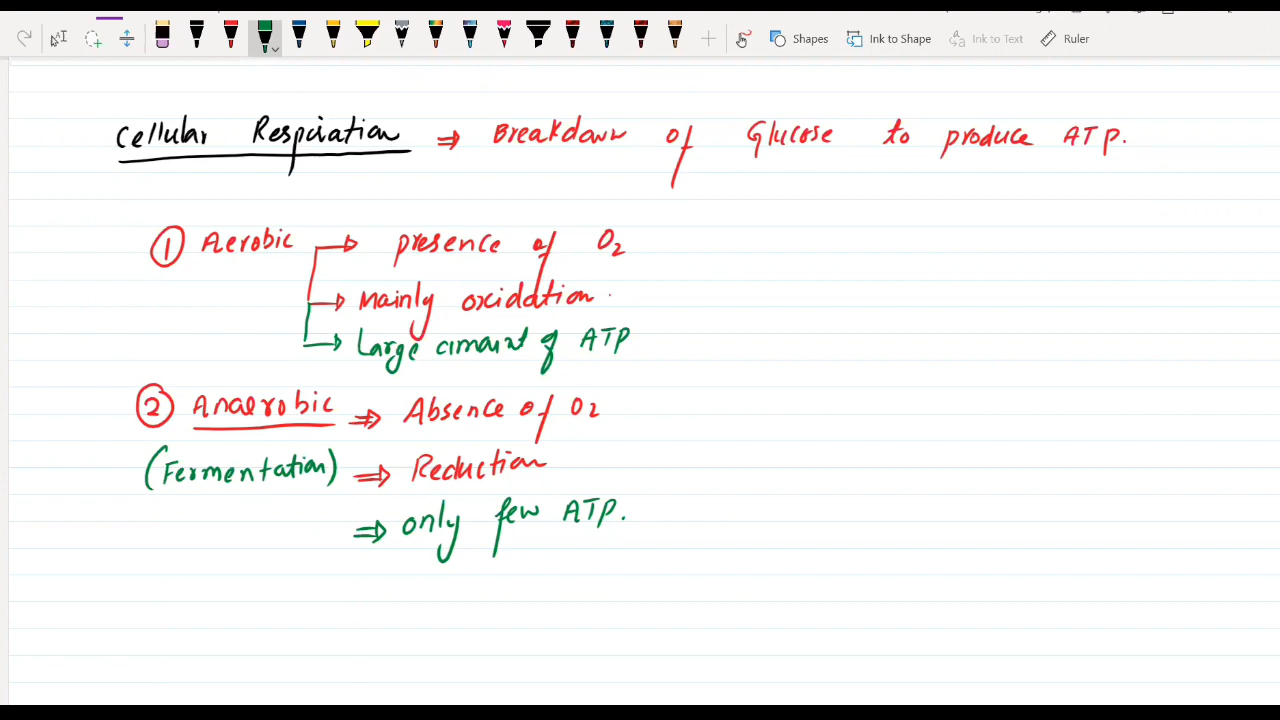 Shapes Ink to Shape Ink to Text Ruler
Cellular Respiration ⇒ Breakdown of Glucose to produce ATP.
① Aerobic → presence of O₂
→ Mainly oxidation
→ Large amount of ATP
② Anaerobic ⇒ Absence of O₂
(Fermentation) ⇒ Reduction
⇒ only few ATP.